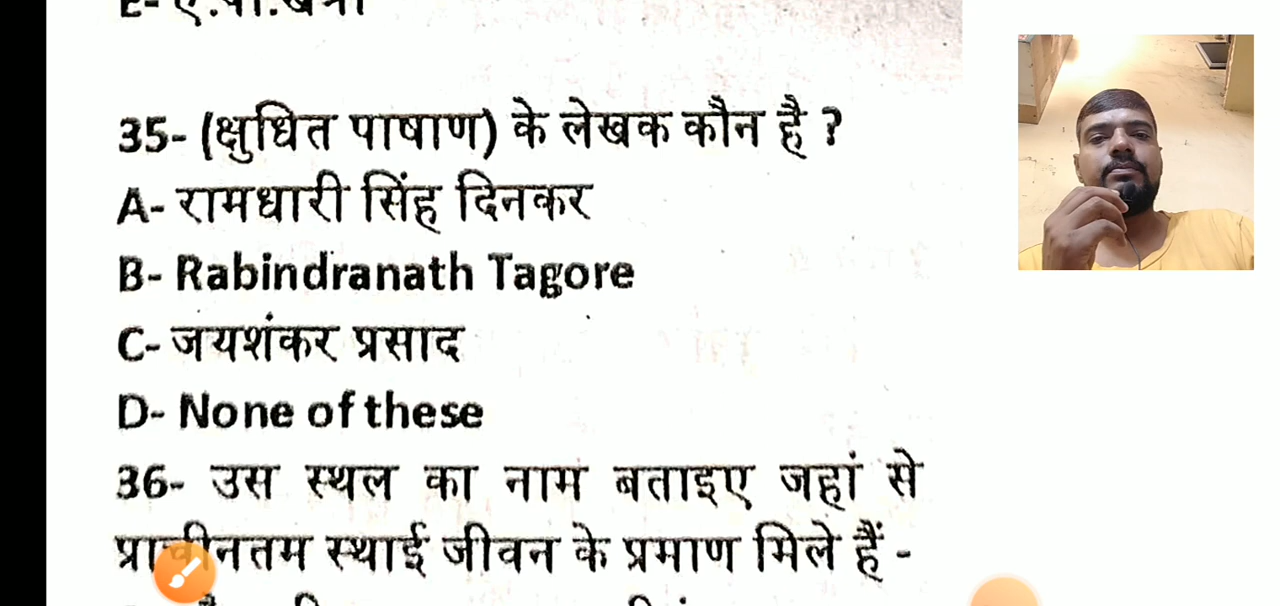 35- (क्षुधित पाषाण) के लेखक कौन है ?
A- रामधारी सिंह दिनकर
B- Rabindranath Tagore
C- जयशंकर प्रसाद
D- None of these
36- उस स्थल का नाम बताइए जहां से
प्राचीनतम स्थाई जीवन के प्रमाण मिले हैं -